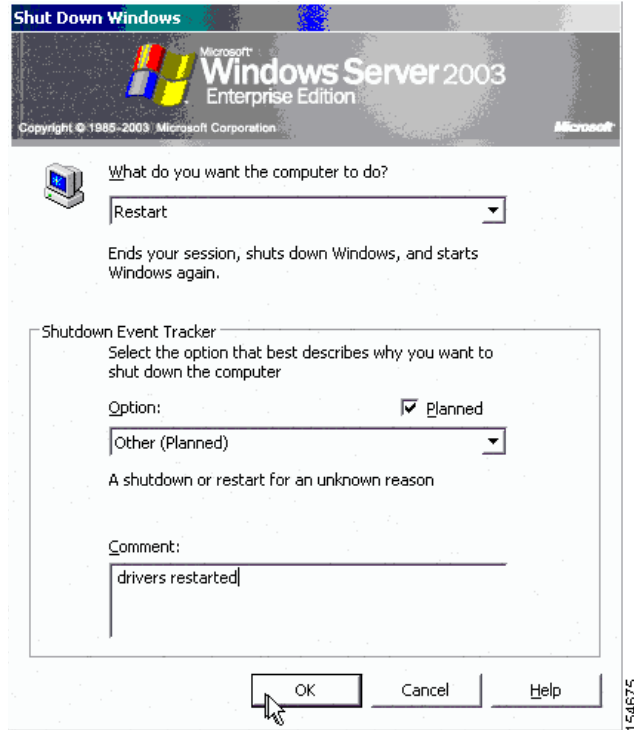 Shut Down Windows
Microsoft
Windows Server 2003
Enterprise Edition
Copyright © 1985-2003 Microsoft Corporation
Microsoft
What do you want the computer to do?
Restart
Ends your session, shuts down Windows, and starts
Windows again.
Shutdown Event Tracker
Select the option that best describes why you want to
shut down the computer
Option:
Planned
Other (Planned)
A shutdown or restart for an unknown reason
Comment:
drivers restarted
OK
Cancel
Help
154675